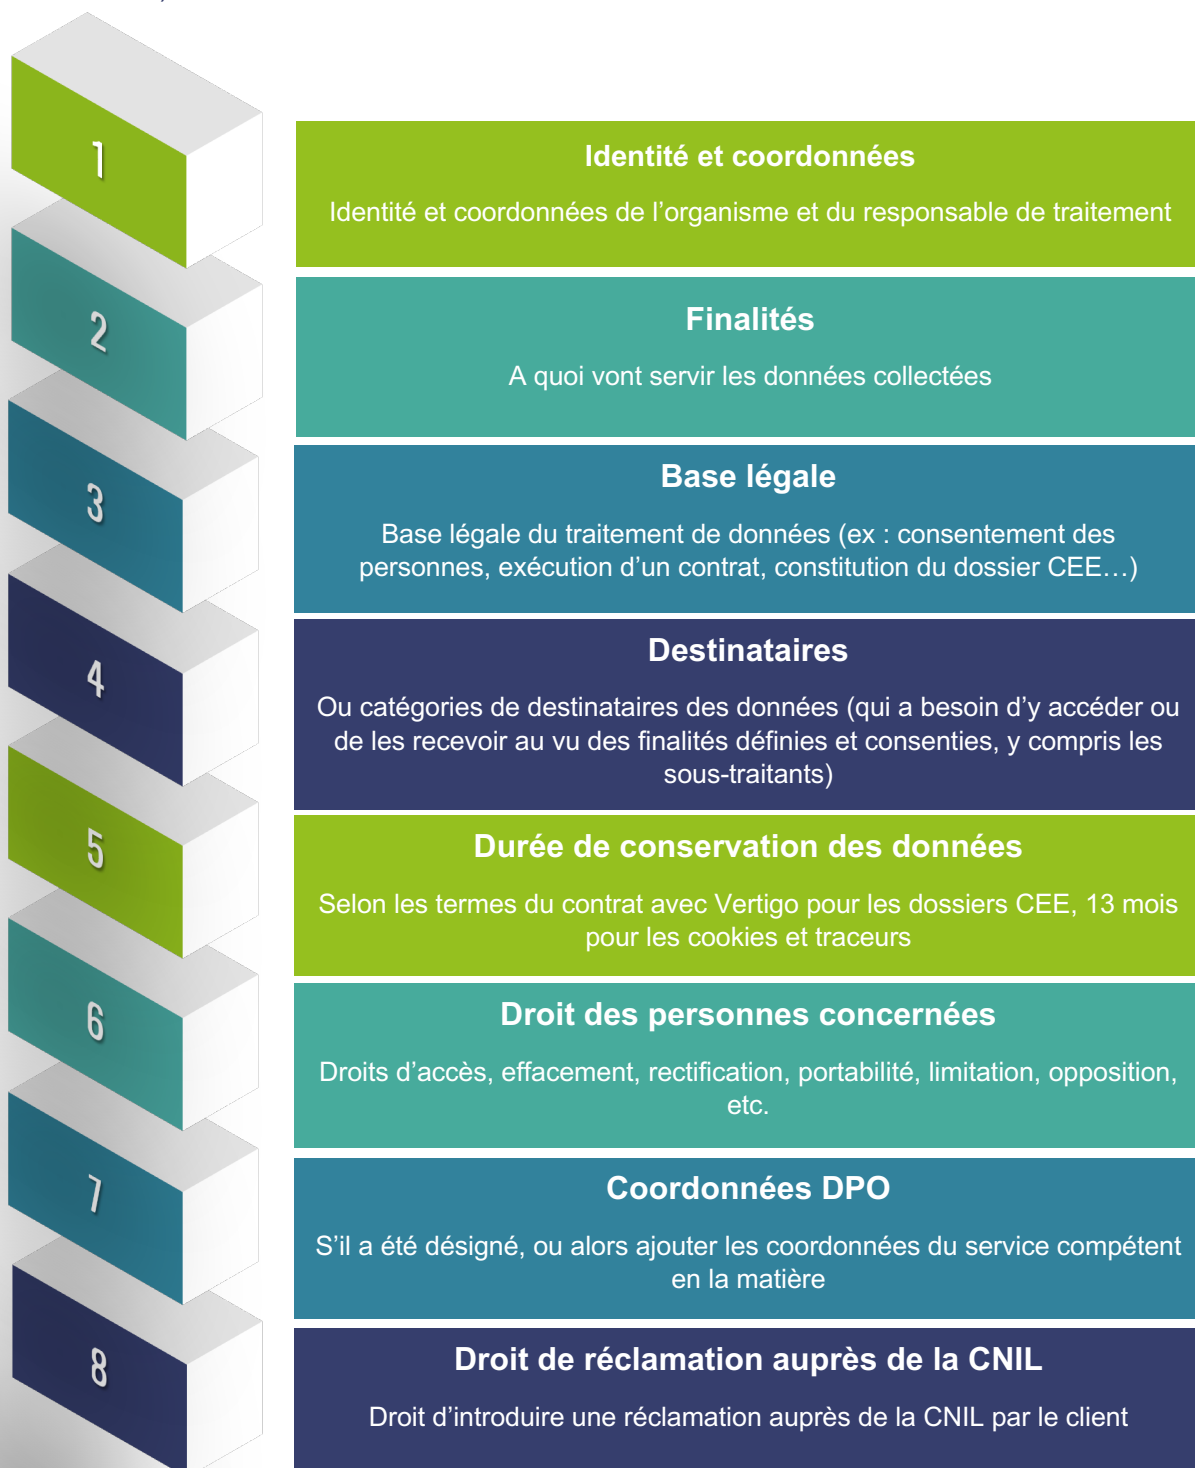 1
Identité et coordonnées
Identité et coordonnées de l’organisme et du responsable de traitement
2
Finalités
A quoi vont servir les données collectées
3
Base légale
Base légale du traitement de données (ex : consentement des
personnes, exécution d’un contrat, constitution du dossier CEE…)
4
Destinataires
Ou catégories de destinataires des données (qui a besoin d’y accéder ou
de les recevoir au vu des finalités définies et consenties, y compris les
sous-traitants)
5
Durée de conservation des données
Selon les termes du contrat avec Vertigo pour les dossiers CEE, 13 mois
pour les cookies et traceurs
6
Droit des personnes concernées
Droits d’accès, effacement, rectification, portabilité, limitation, opposition,
etc.
7
Coordonnées DPO
S’il a été désigné, ou alors ajouter les coordonnées du service compétent
en la matière
8
Droit de réclamation auprès de la CNIL
Droit d’introduire une réclamation auprès de la CNIL par le client